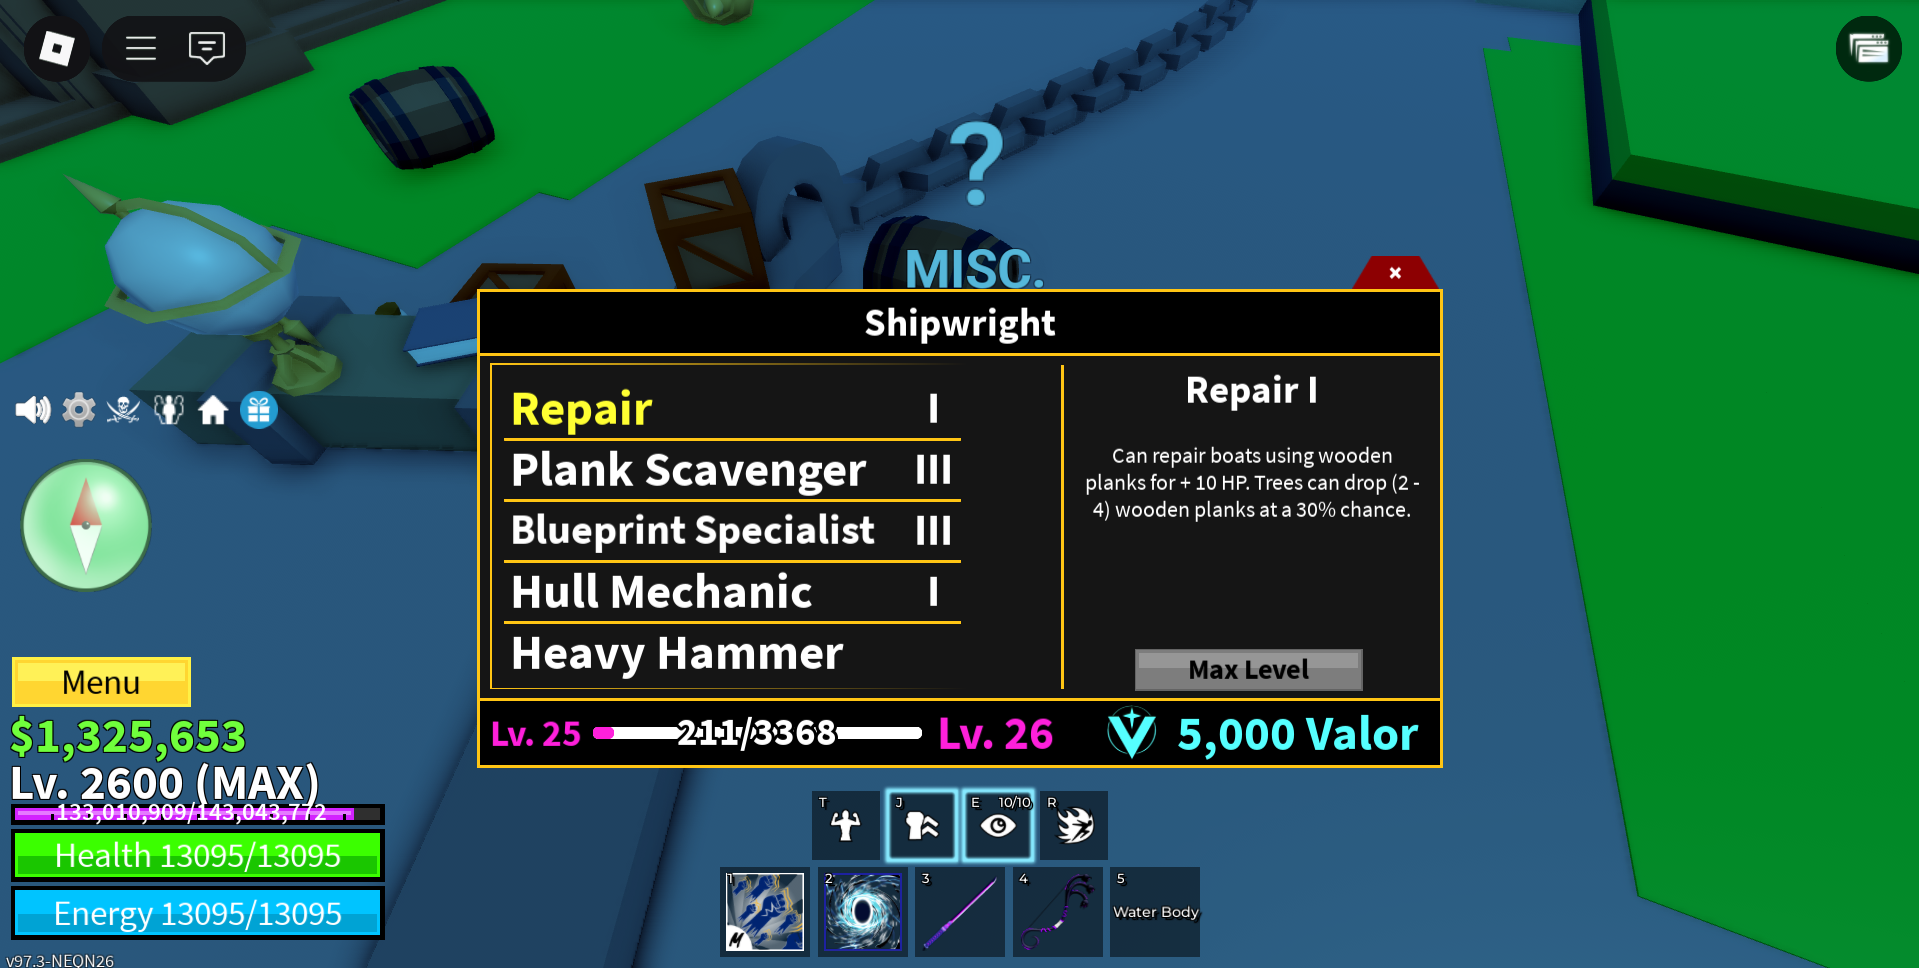 ?
MISC.
×
Shipwright
Repair I
Plank Scavenger III
Blueprint Specialist III
Hull Mechanic I
Heavy Hammer
Repair I
Can repair boats using wooden
planks for + 10 HP. Trees can drop (2 -
4) wooden planks at a 30% chance.
Max Level
Lv. 25 211/3368 Lv. 26 5,000 Valor
Menu
$1,325,653
Lv. 2600 (MAX)
133,010,909/143,043,772
Health 13095/13095
Energy 13095/13095
T J E 10/10 R
1 2 3 4 5
M
Water Body
v97.3-NEQN26